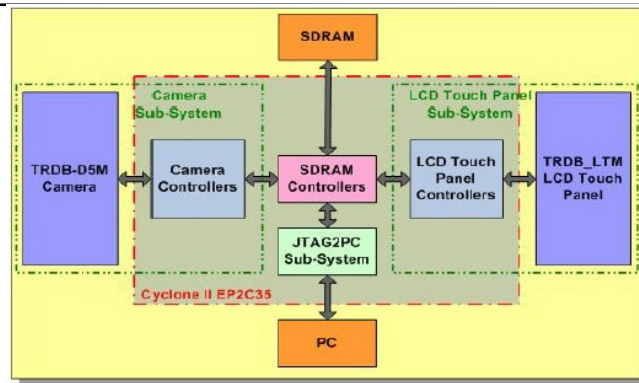 SDRAM
Camera
Sub-System
LCD Touch Panel
Sub-System
TRDB-D5M
Camera
Camera
Controllers
SDRAM
Controllers
LCD Touch
Panel
Controllers
TRDB_LTM
LCD Touch
Panel
JTAG2PC
Sub-System
Cyclone II EP2C35
PC